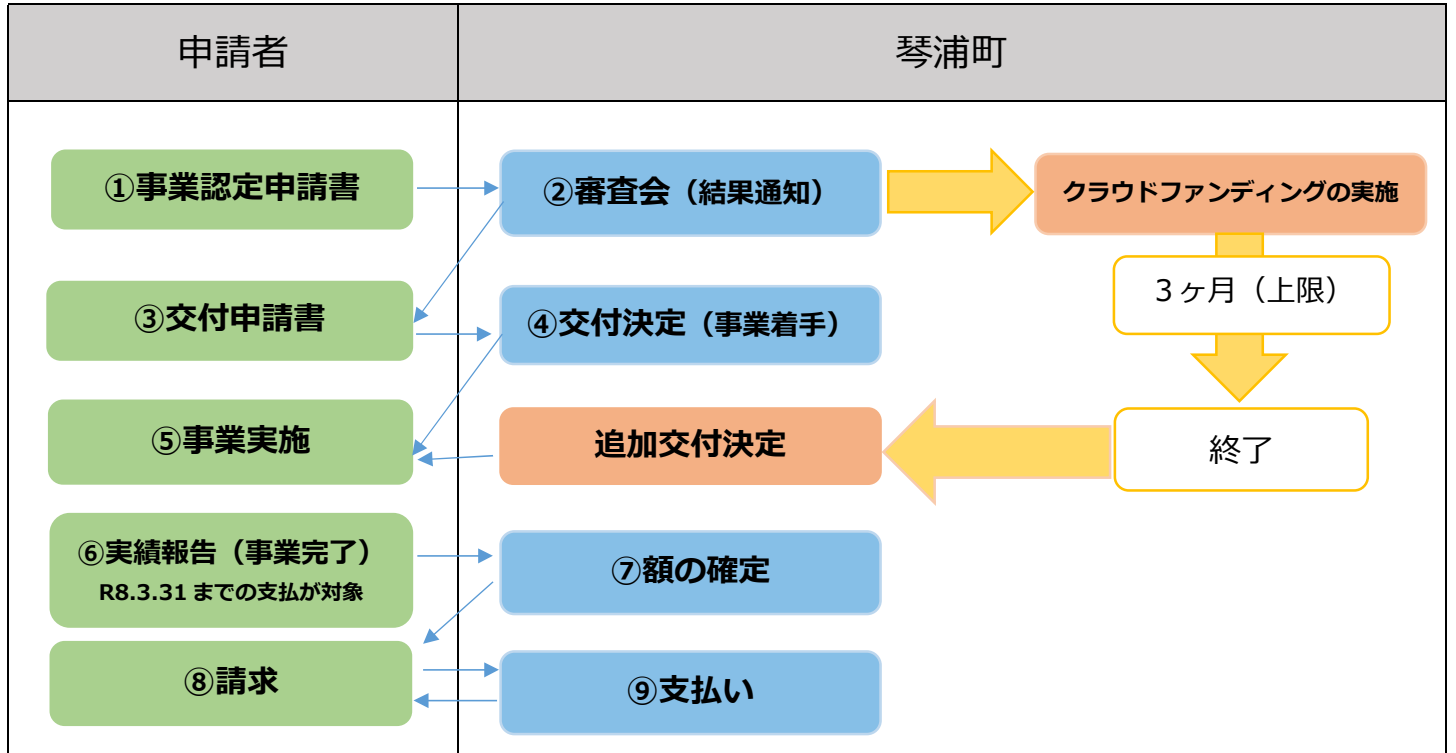 申請者
琴浦町
①事業認定申請書
②審査会（結果通知）
クラウドファンディングの実施
３ヶ月（上限）
③交付申請書
④交付決定（事業着手）
⑤事業実施
追加交付決定
終了
⑥実績報告（事業完了）
R8.3.31 までの支払が対象
⑦額の確定
⑧請求
⑨支払い